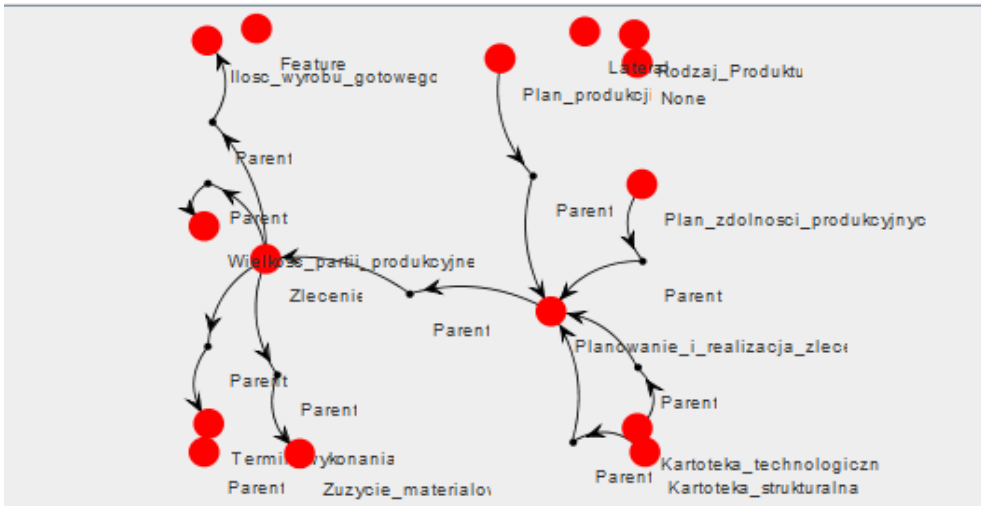 Feature
Ilosc_wyrobu_gotowego
Lateral
Rodzaj_Produktu
Plan_produkcji
None
Parent
Parent
Parent
Plan_zdolnosci_produkcyjnyc
Wielkosc_partii_produkcyjne
Zlecenie
Parent
Parent
Planowanie_i_realizacja_zlece
Parent
Parent
Parent
Termin_wykonania
Kartoteka_technologiczn
Parent
Parent
Zuzycie_materialow
Kartoteka_strukturalna